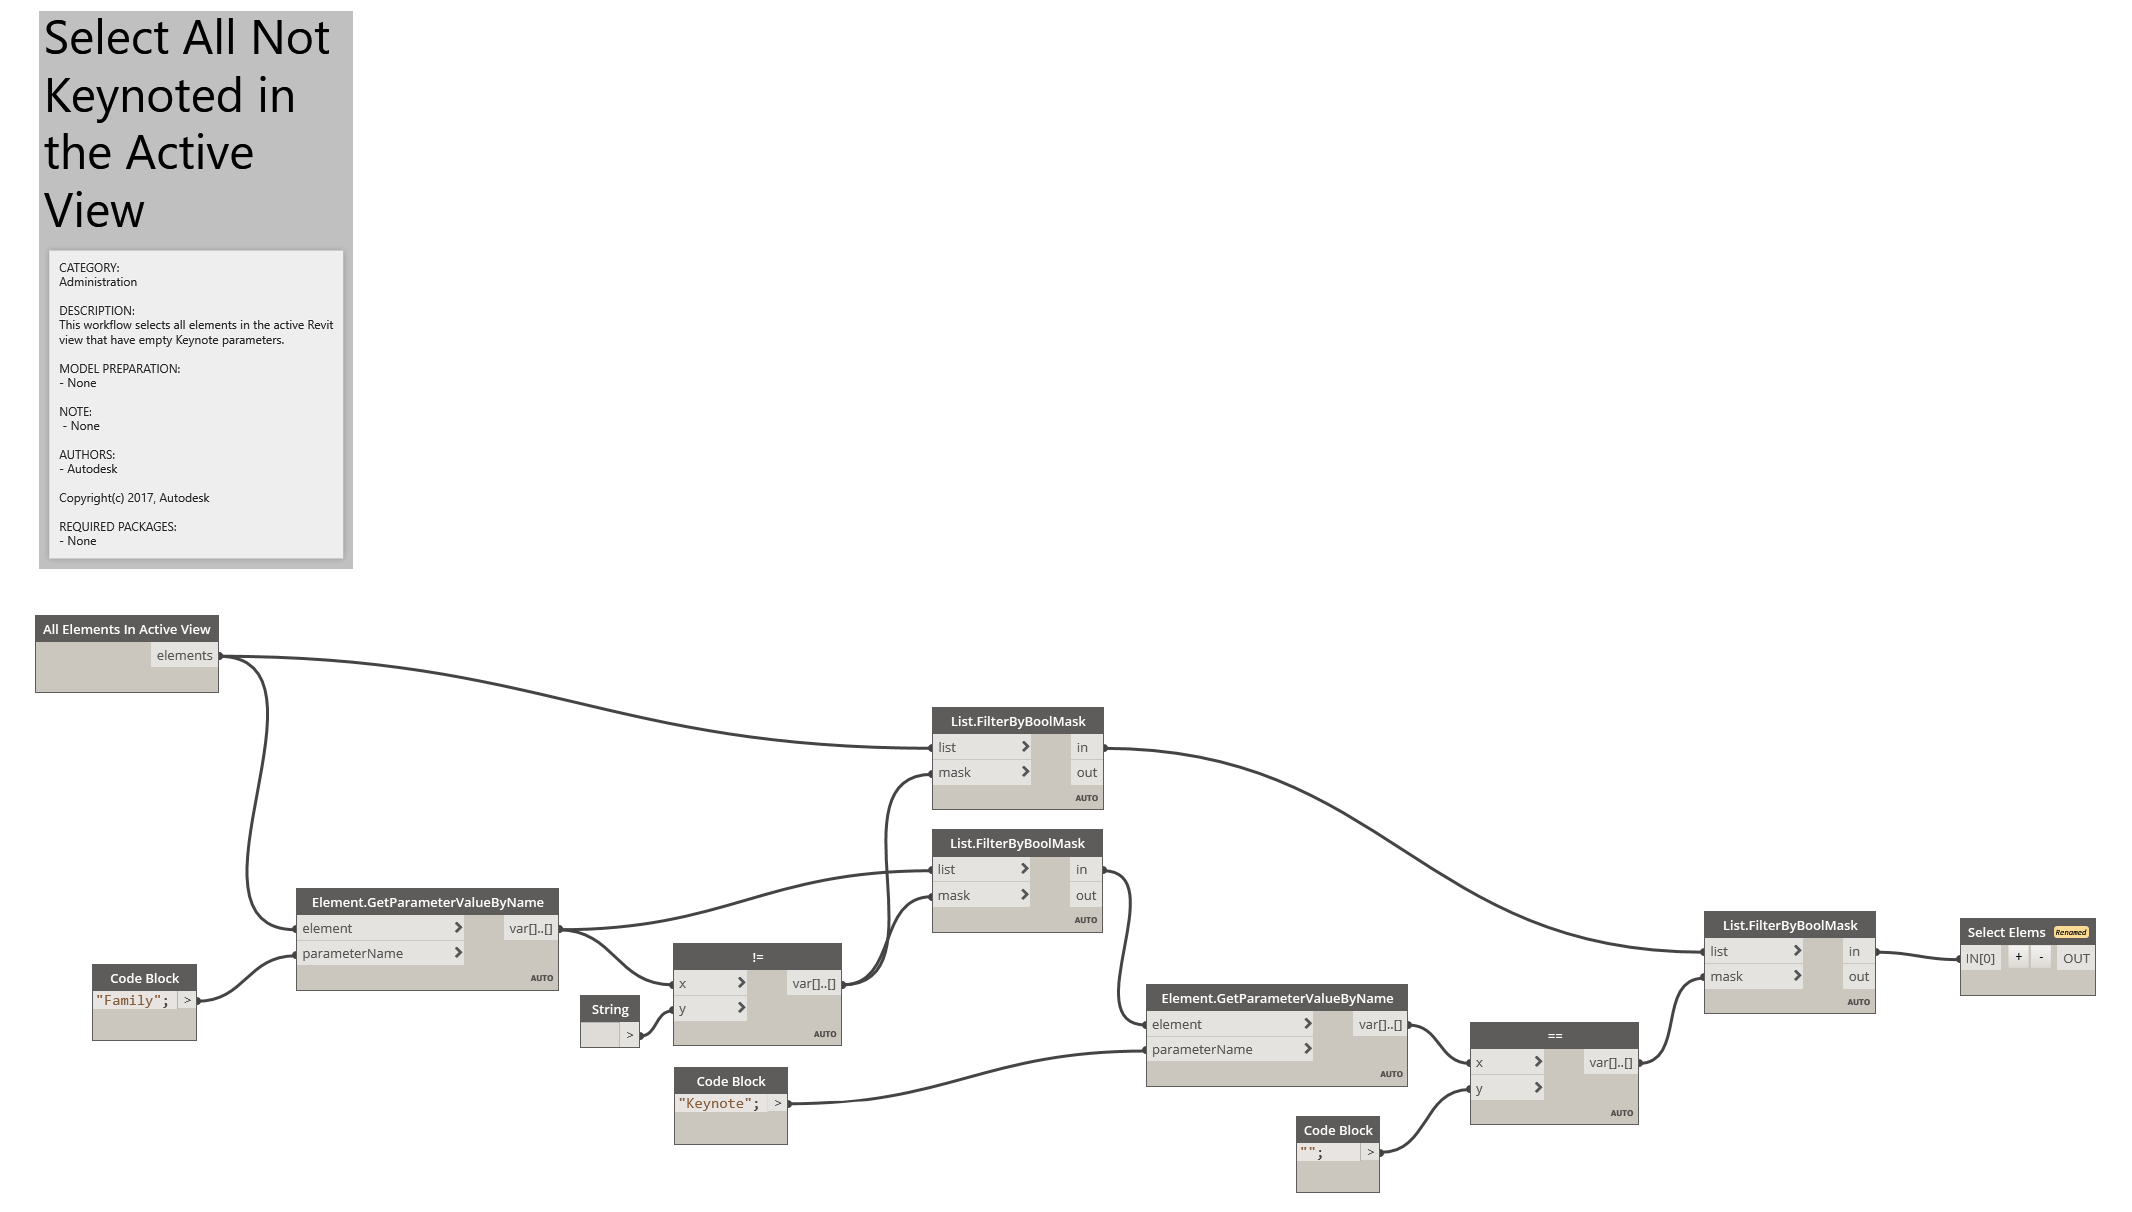 Select All Not
Keynoted in
the Active
View
CATEGORY:
Administration
DESCRIPTION:
This workflow selects all elements in the active Revit
view that have empty Keynote parameters.
MODEL PREPARATION:
- None
NOTE:
- None
AUTHORS:
- Autodesk
Copyright(c) 2017, Autodesk
REQUIRED PACKAGES:
- None
All Elements In Active View
elements
List.FilterByBoolMask
list > in
mask > out
AUTO
List.FilterByBoolMask
list > in
mask > out
AUTO
Element.GetParameterValueByName
element > var[]..[]
parameterName >
AUTO
Code Block
"Family"; >
!=
x > var[]..[]
y >
AUTO
String
>
Code Block
"Keynote"; >
Element.GetParameterValueByName
element > var[]..[]
parameterName >
AUTO
Code Block
""; >
==
x > var[]..[]
y >
AUTO
List.FilterByBoolMask
list > in
mask > out
AUTO
Select Elems Renamed
IN[0] + - OUT